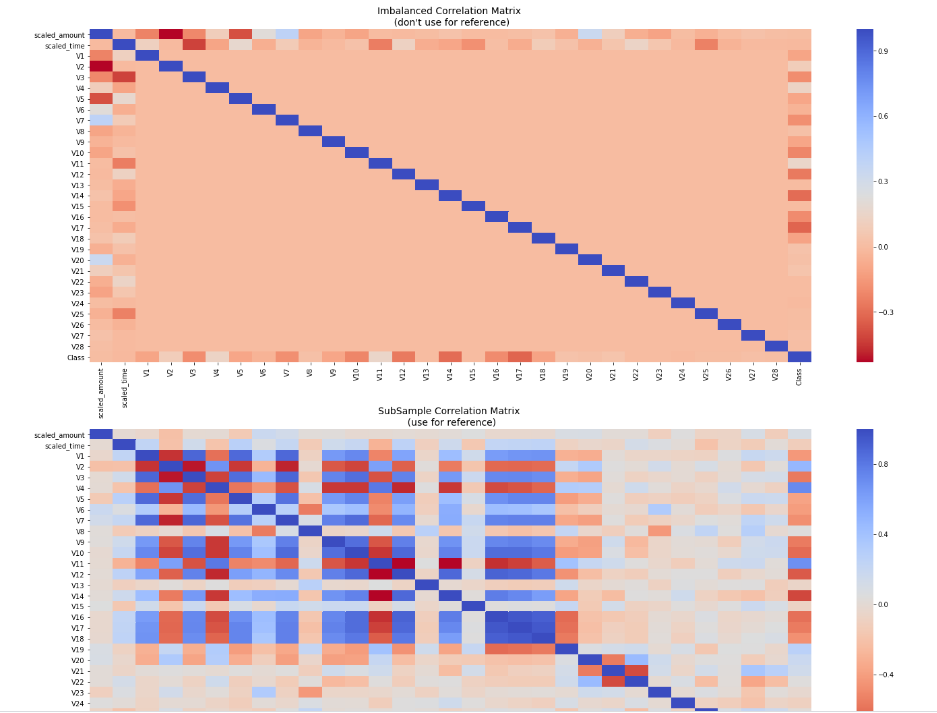 Imbalanced Correlation Matrix
(don't use for reference)
scaled_amount
scaled_time
V1
V2
V3
V4
V5
V6
V7
V8
V9
V10
V11
V12
V13
V14
V15
V16
V17
V18
V19
V20
V21
V22
V23
V24
V25
V26
V27
V28
Class
scaled_amount
scaled_time
V1
V2
V3
V4
V5
V6
V7
V8
V9
V10
V11
V12
V13
V14
V15
V16
V17
V18
V19
V20
V21
V22
V23
V24
V25
V26
V27
V28
Class
0.9
0.6
0.3
0.0
−0.3
SubSample Correlation Matrix
(use for reference)
scaled_amount
scaled_time
V1
V2
V3
V4
V5
V6
V7
V8
V9
V10
V11
V12
V13
V14
V15
V16
V17
V18
V19
V20
V21
V22
V23
V24
0.8
0.4
0.0
−0.4